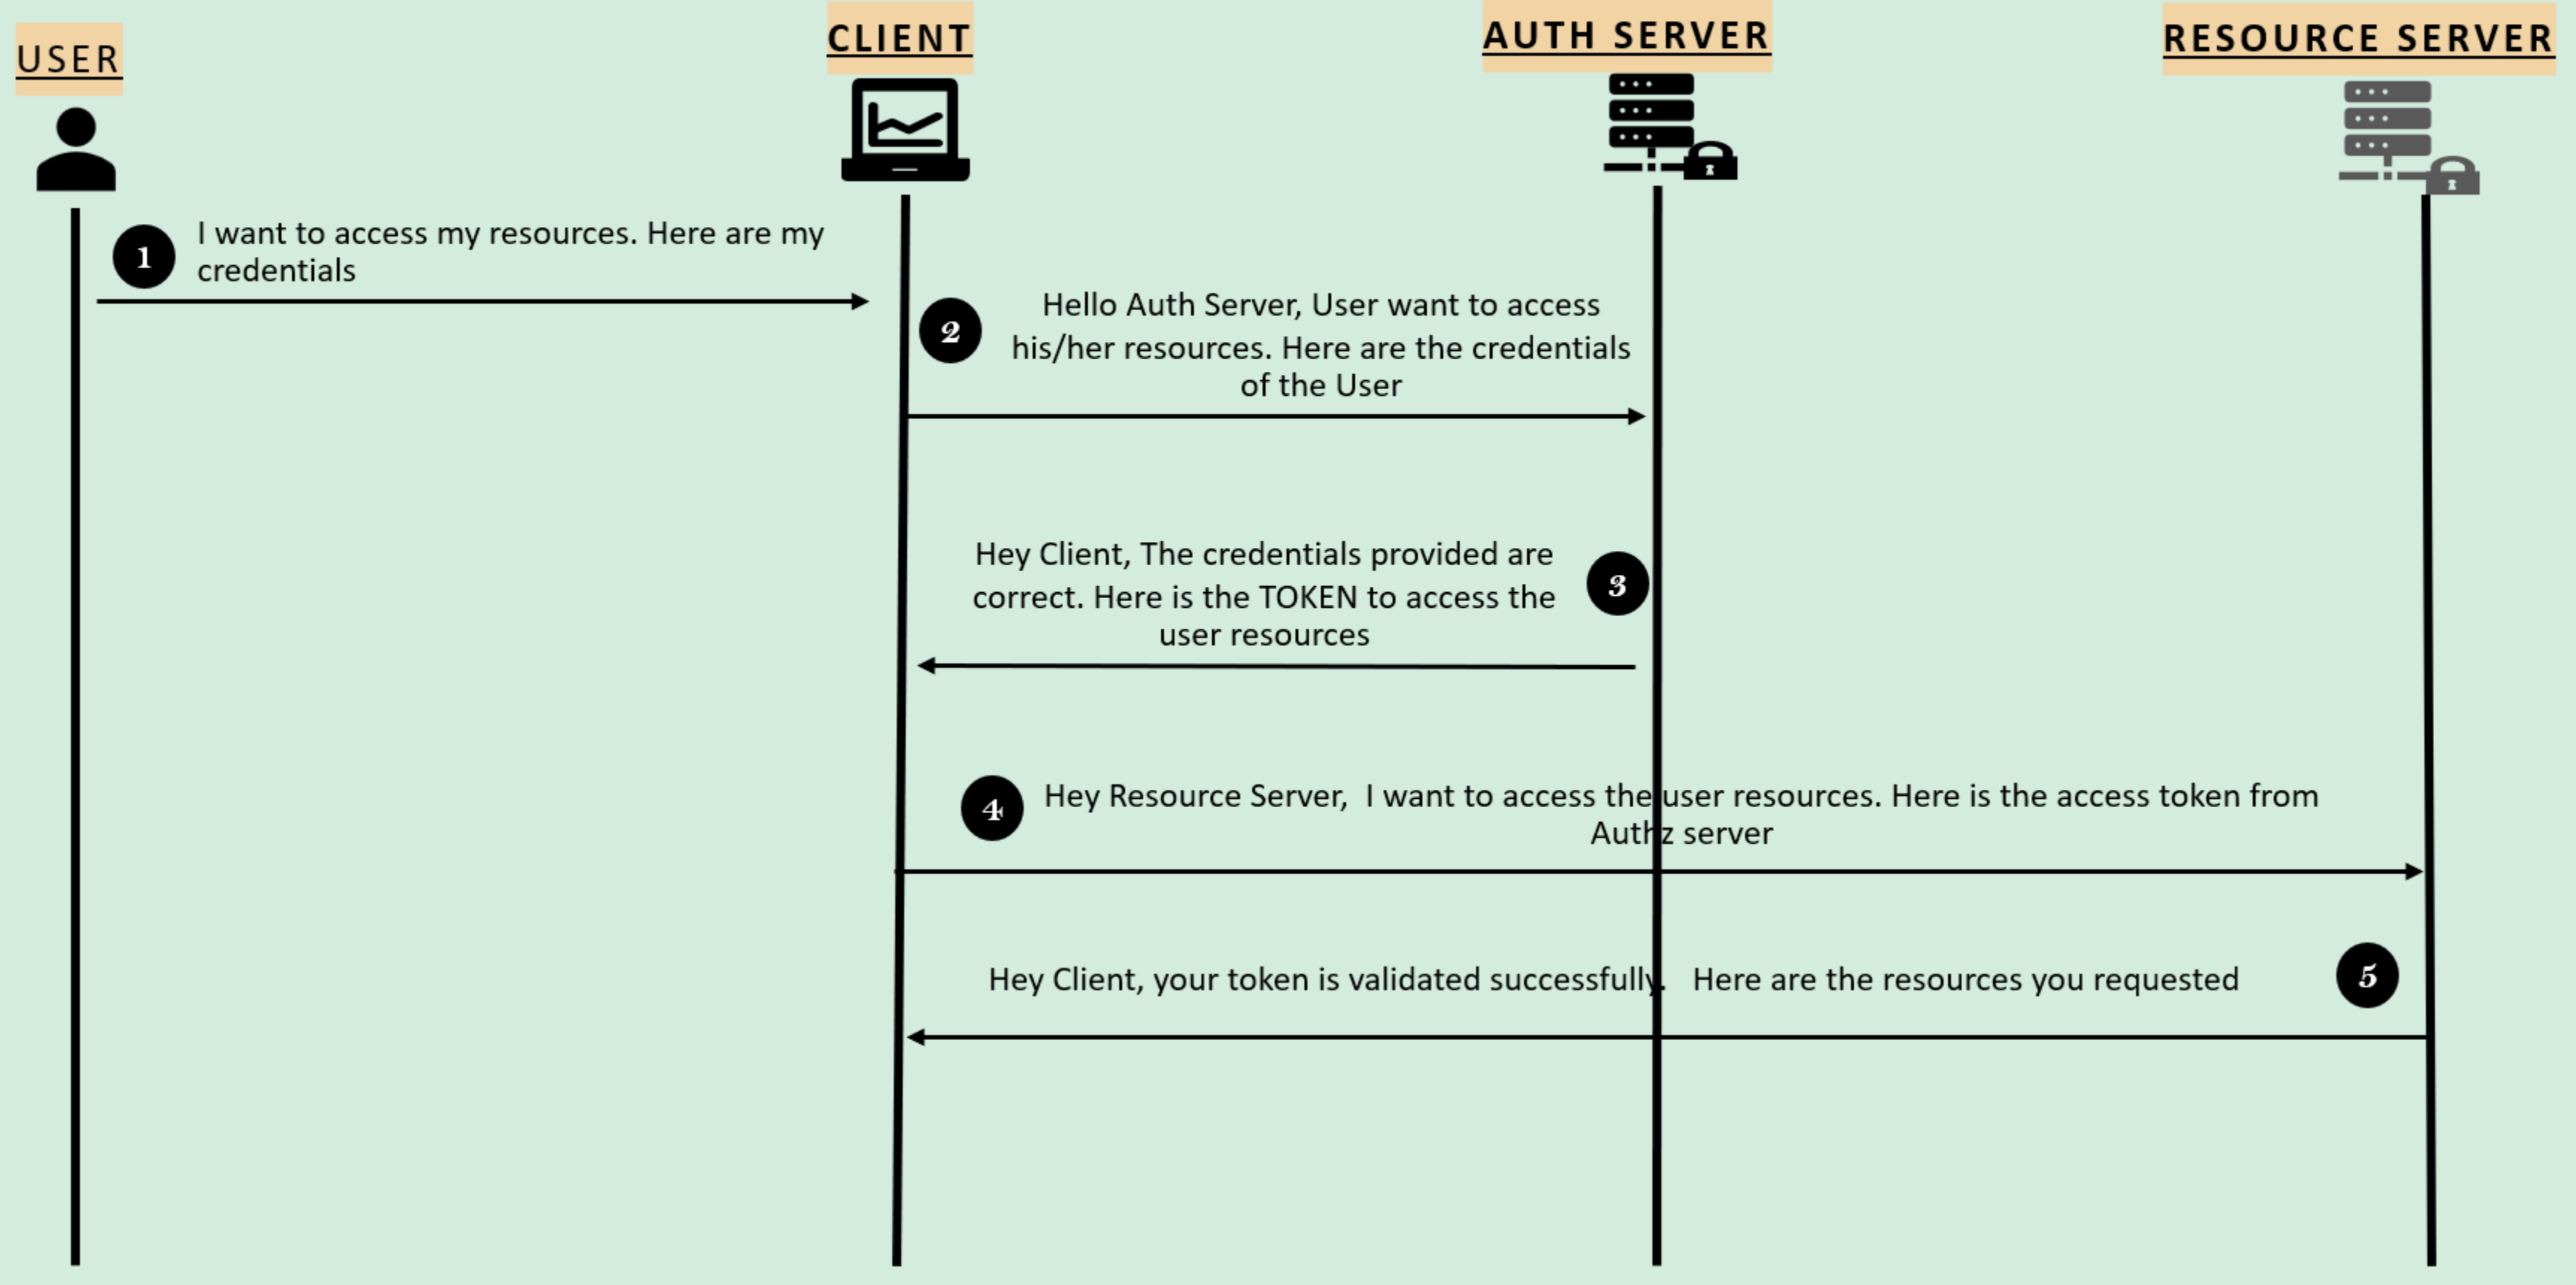 USER
CLIENT
AUTH SERVER
RESOURCE SERVER
1
I want to access my resources. Here are my
credentials
2
Hello Auth Server, User want to access
his/her resources. Here are the credentials
of the User
Hey Client, The credentials provided are
correct. Here is the TOKEN to access the
user resources
3
4
Hey Resource Server, I want to access the user resources. Here is the access token from
Authz server
Hey Client, your token is validated successfully. Here are the resources you requested
5